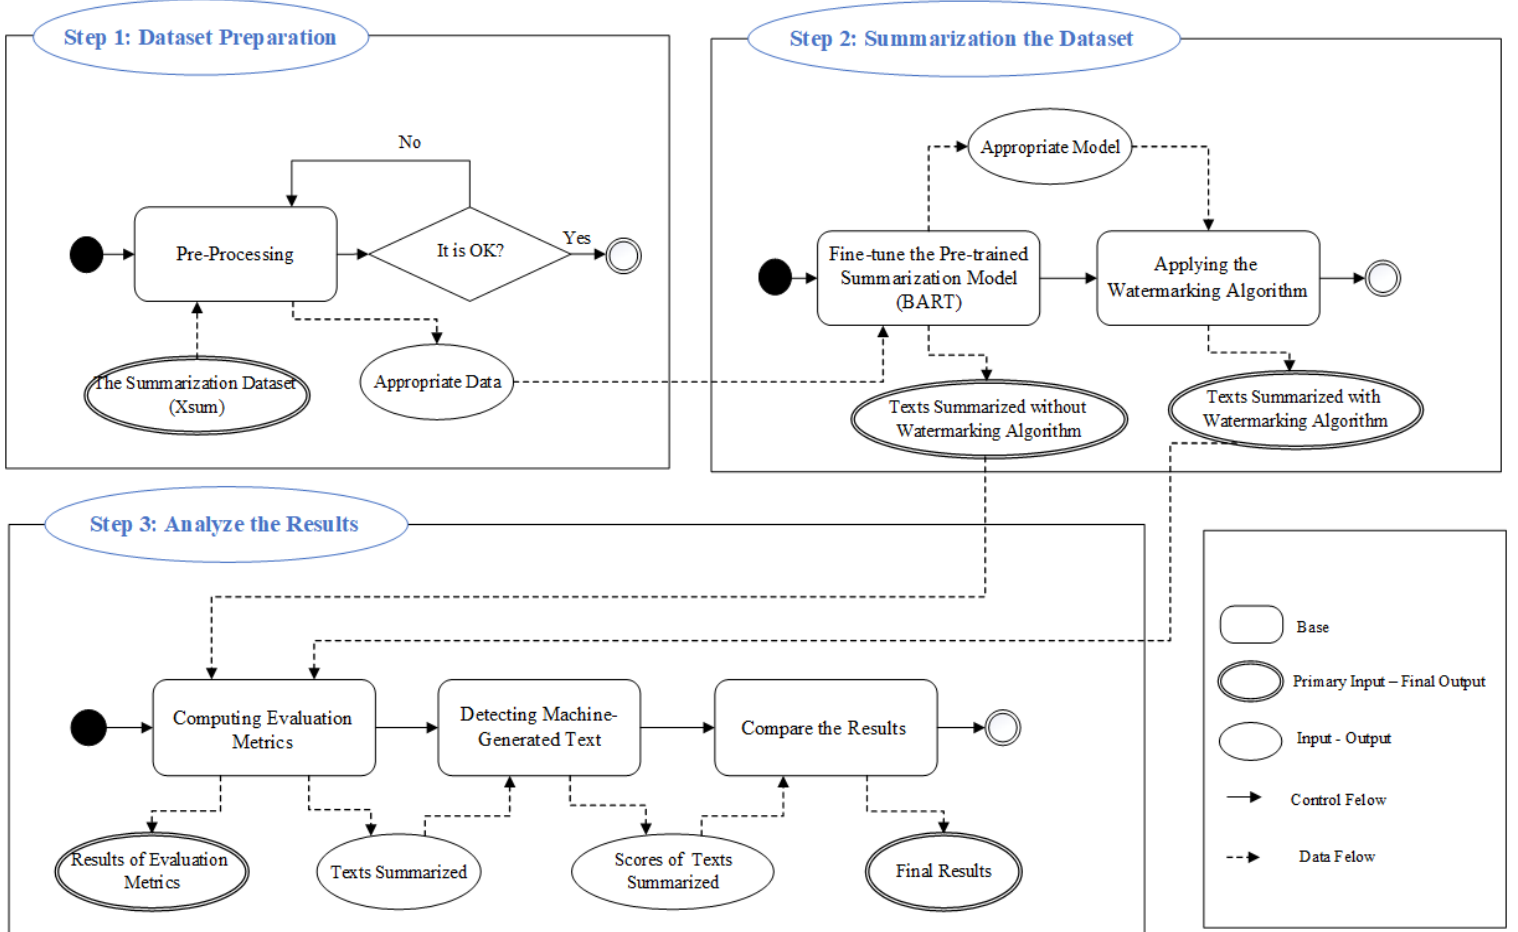 Step 1: Dataset Preparation
No
Pre-Processing
It is OK?
Yes
The Summarization Dataset
(Xsum)
Appropriate Data
Step 2: Summarization the Dataset
Appropriate Model
Fine-tune the Pre-trained
Summarization Model
(BART)
Applying the
Watermarking Algorithm
Texts Summarized without
Watermarking Algorithm
Texts Summarized with
Watermarking Algorithm
Step 3: Analyze the Results
Computing Evaluation
Metrics
Detecting Machine-
Generated Text
Compare the Results
Results of Evaluation
Metrics
Texts Summarized
Scores of Texts
Summarized
Final Results
Base
Primary Input – Final Output
Input - Output
Control Felow
Data Felow